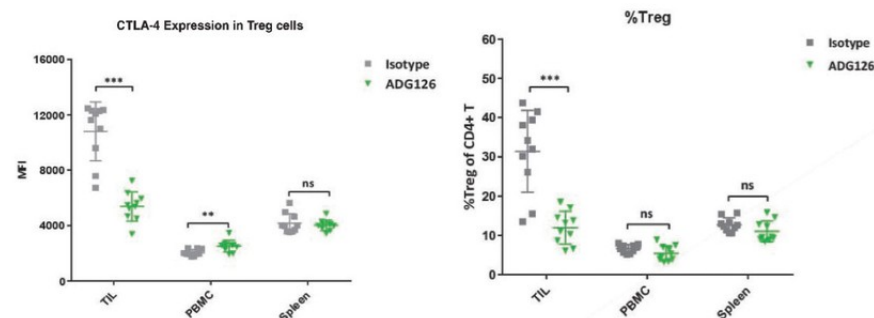 CTLA-4 Expression in Treg cells
16000
12000
8000
4000
0
MFI
***
**
ns
TIL
PBMC
Spleen
Isotype
ADG126
%Treg
60
50
40
30
20
10
0
%Treg of CD4+ T
***
ns
ns
TIL
PBMC
Spleen
Isotype
ADG126